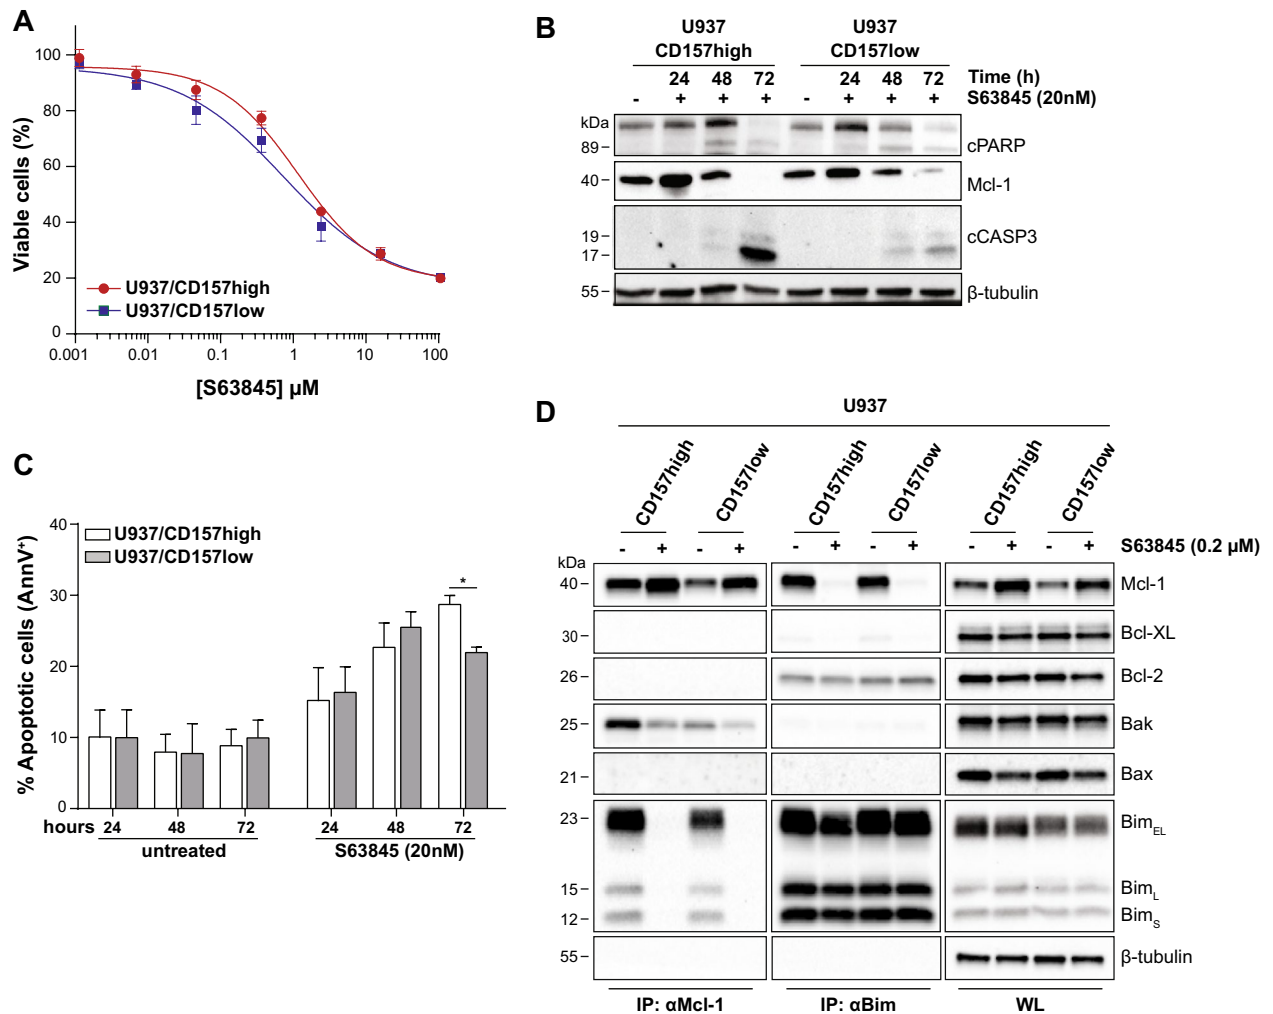 A
Viable cells (%)
100
80
60
40
20
0
U937/CD157high
U937/CD157low
0.001 0.01 0.1 1 10 100
[S63845] µM
B
U937 U937
CD157high CD157low
24 48 72 24 48 72 Time (h)
- + + + - + + + S63845 (20nM)
kDa
89 cPARP
40 Mcl-1
19
17 cCASP3
55 β-tubulin
C
% Apoptotic cells (AnnV+)
40
30
20
10
0
U937/CD157high
U937/CD157low
*
hours 24 48 72 24 48 72
untreated S63845 (20nM)
D
U937
CD157high CD157low CD157high CD157low CD157high CD157low
- + - + - + - + - + - + S63845 (0.2 µM)
kDa
40 Mcl-1
30 Bcl-XL
26 Bcl-2
25 Bak
21 Bax
23 BimEL
15 BimL
12 BimS
55 β-tubulin
IP: αMcl-1 IP: αBim WL